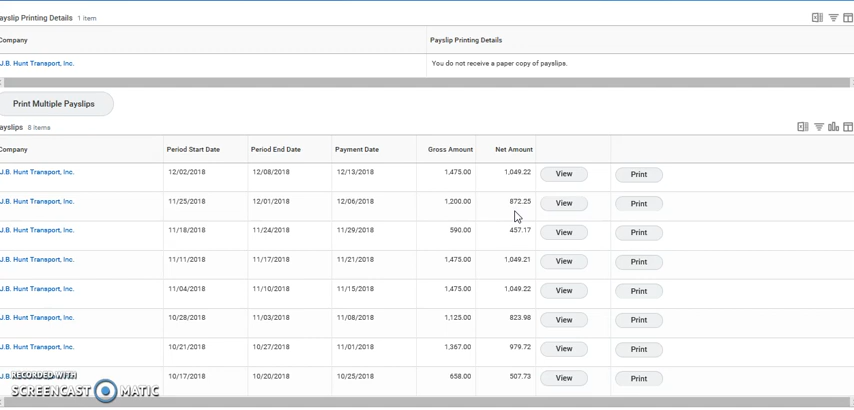 ayslip Printing Details 1 item
ompany Payslip Printing Details
J.B. Hunt Transport, Inc. You do not receive a paper copy of payslips.
Print Multiple Payslips
ayslips 8 items
ompany Period Start Date Period End Date Payment Date Gross Amount Net Amount
J.B. Hunt Transport, Inc. 12/02/2018 12/08/2018 12/13/2018 1,475.00 1,049.22 View Print
J.B. Hunt Transport, Inc. 11/25/2018 12/01/2018 12/06/2018 1,200.00 872.25 View Print
J.B. Hunt Transport, Inc. 11/18/2018 11/24/2018 11/29/2018 590.00 457.17 View Print
J.B. Hunt Transport, Inc. 11/11/2018 11/17/2018 11/21/2018 1,475.00 1,049.21 View Print
J.B. Hunt Transport, Inc. 11/04/2018 11/10/2018 11/15/2018 1,475.00 1,049.22 View Print
J.B. Hunt Transport, Inc. 10/28/2018 11/03/2018 11/08/2018 1,125.00 823.98 View Print
J.B. Hunt Transport, Inc. 10/21/2018 10/27/2018 11/01/2018 1,367.00 979.72 View Print
J.B. Hunt Transport, Inc. 10/17/2018 10/20/2018 10/25/2018 658.00 507.73 View Print
RECORDED WITH
SCREENCAST MATIC